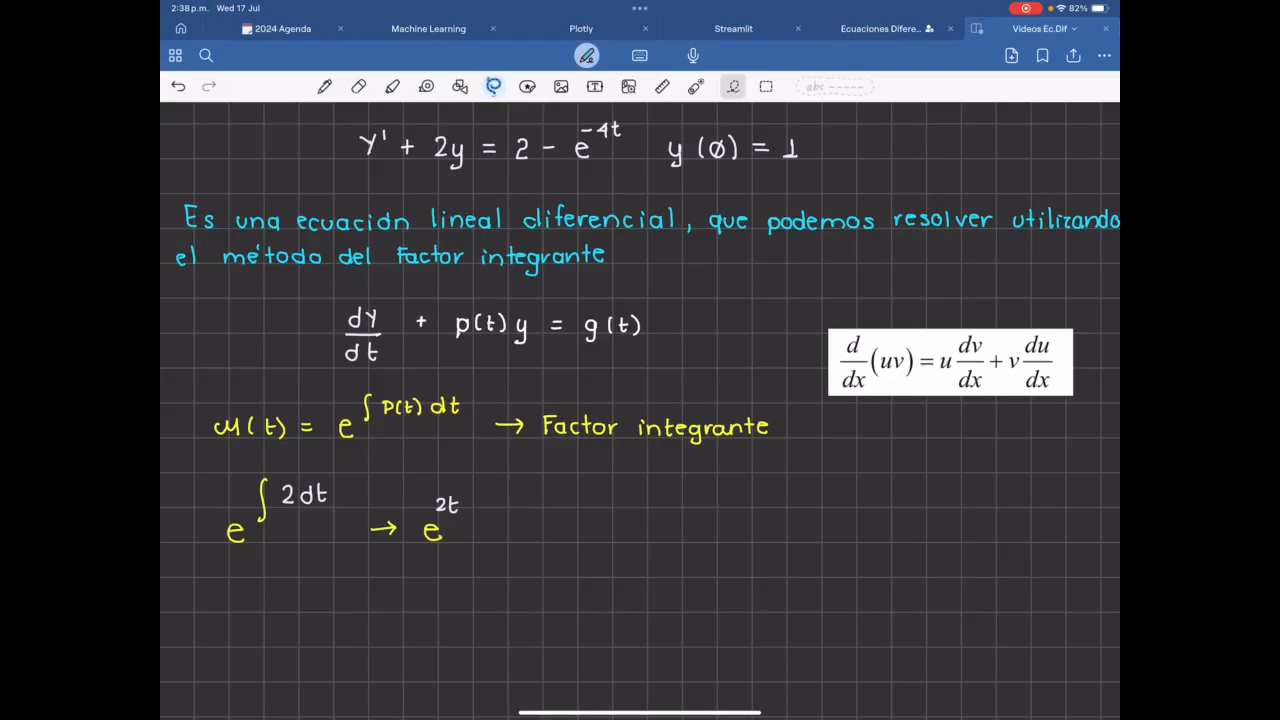 2:38 p.m. Wed 17 Jul
82%
2024 Agenda
Machine Learning
Plotly
Streamlit
Ecuaciones Difere...
Videos Ec.Dif
abc -----
y' + 2y = 2 - e^{-4t} y(∅) = 1
Es una ecuación lineal diferencial, que podemos resolver utilizando
el método del Factor integrante
dy/dt + p(t)y = g(t)
d/dx (uv) = u dv/dx + v du/dx
μ(t) = e^{∫ P(t) dt} → Factor integrante
e^{∫ 2dt} → e^{2t}